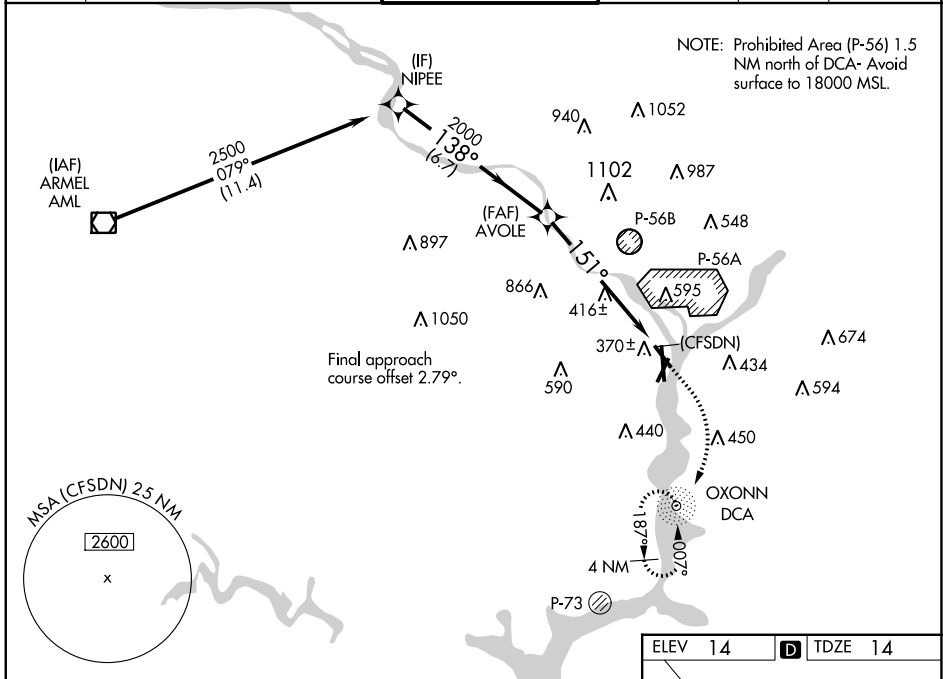 NOTE: Prohibited Area (P-56) 1.5
NM north of DCA- Avoid
surface to 18000 MSL.
(IF)
NIPEE
940
1052
2000
138°
(6.7)
2500
079°
(11.4)
(IAF)
ARMEL
AML
1102
987
(FAF)
AVOLE
P-56B
548
897
151°
P-56A
866
595
416±
1050
370±
(CFSDN)
674
Final approach
course offset 2.79°.
434
590
594
440
450
MSA (CFSDN) 25 NM
2600
x
OXONN
DCA
187°
007°
4 NM
P-73
ELEV 14 D TDZE 14